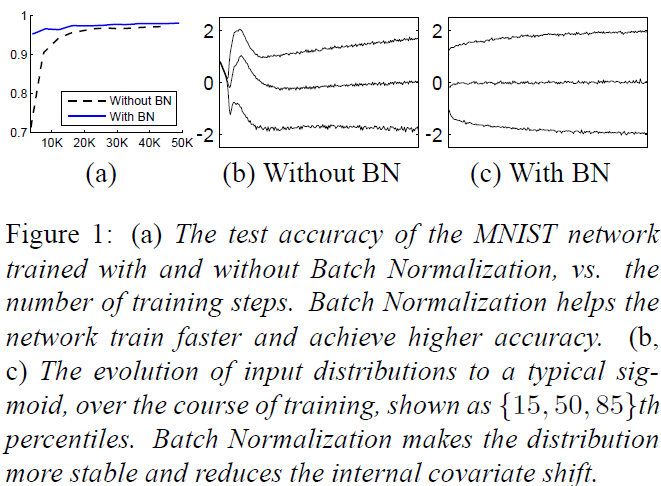 1
0.9
0.8
0.7
10K 20K 30K 40K 50K
Without BN
With BN
2
0
-2
2
0
-2
(a)
(b) Without BN
(c) With BN
Figure 1: (a) The test accuracy of the MNIST network
trained with and without Batch Normalization, vs. the
number of training steps. Batch Normalization helps the
network train faster and achieve higher accuracy. (b,
c) The evolution of input distributions to a typical sig-
moid, over the course of training, shown as {15, 50, 85}th
percentiles. Batch Normalization makes the distribution
more stable and reduces the internal covariate shift.